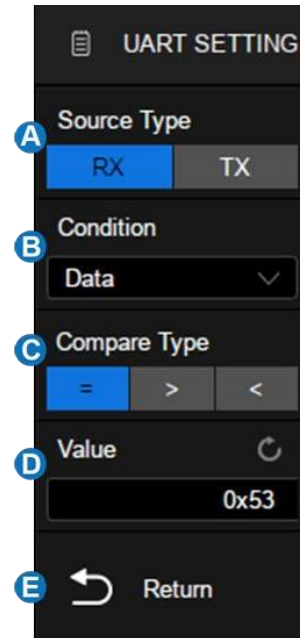 UART SETTING
A
Source Type
RX TX
B
Condition
Data
C
Compare Type
= > <
D
Value
0x53
E
Return